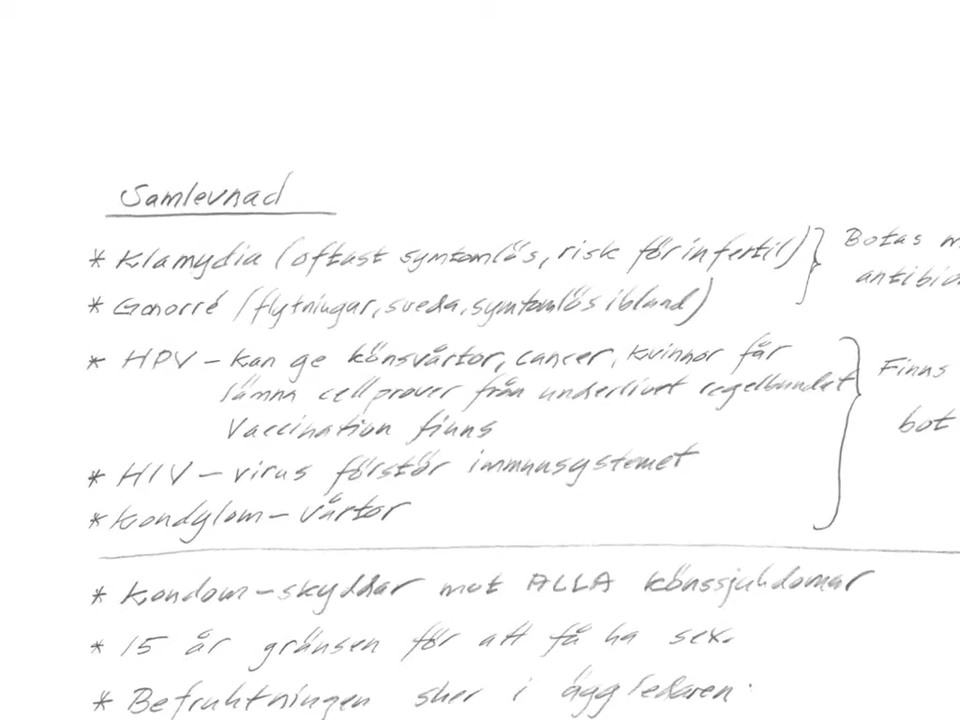 Samlevnad
* Klamydia (oftast symtomlös, risk för infertil)
Botas
* Gonorré (flytningar, sveda, symtomlös ibland)
* HPV – kan ge könsvårtor, cancer, kvinnor får
lämna cellprover från underlivet regelbundet
Finns
Vaccination finns
bot
* HIV – virus förstör immunsystemet
* Kondylom – vårtor
* Kondom – skyddar mot ALLA könssjukdomar
* 15 år gränsen för att få ha sex.
* Befruktningen sker i äggledaren.